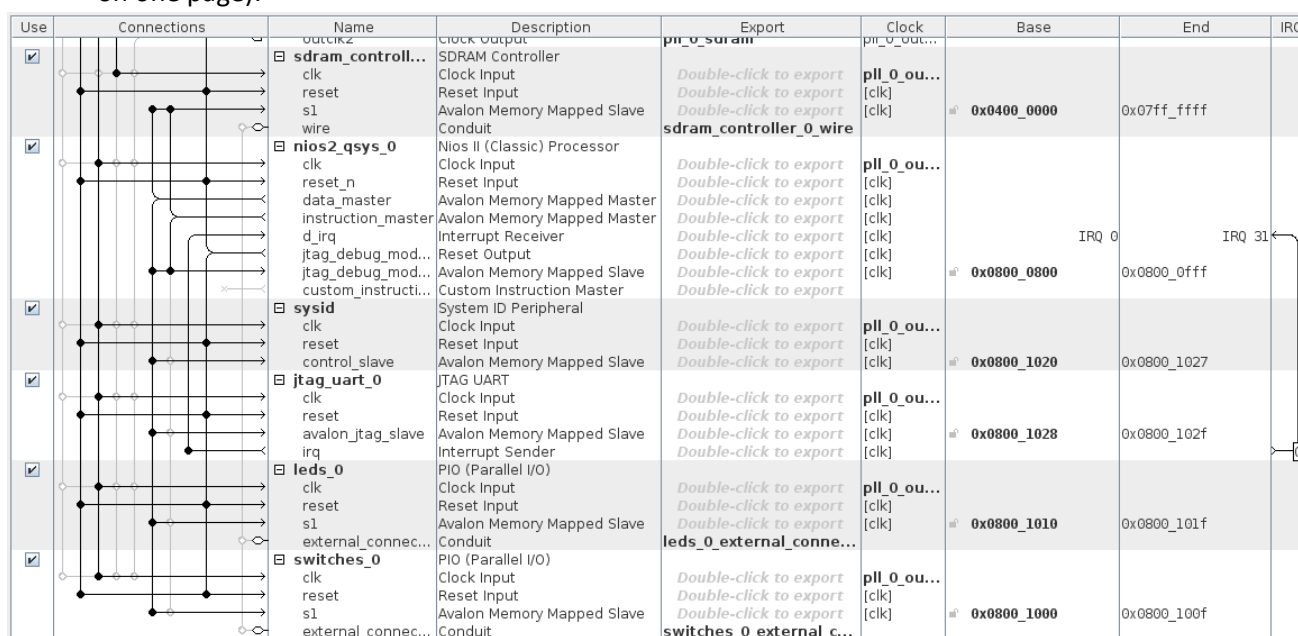 on one page).
Use Connections Name Description Export Clock Base End IRQ
outclk2 Clock Output pll_0_sdram pll_0_out...
sdram_controll... SDRAM Controller
clk Clock Input Double-click to export pll_0_ou...
reset Reset Input Double-click to export [clk]
s1 Avalon Memory Mapped Slave Double-click to export [clk] 0x0400_0000 0x07ff_ffff
wire Conduit sdram_controller_0_wire
nios2_qsys_0 Nios II (Classic) Processor
clk Clock Input Double-click to export pll_0_ou...
reset_n Reset Input Double-click to export [clk]
data_master Avalon Memory Mapped Master Double-click to export [clk]
instruction_master Avalon Memory Mapped Master Double-click to export [clk]
d_irq Interrupt Receiver Double-click to export [clk] IRQ 0 IRQ 31
jtag_debug_mod... Reset Output Double-click to export [clk]
jtag_debug_mod... Avalon Memory Mapped Slave Double-click to export [clk] 0x0800_0800 0x0800_0fff
custom_instructi... Custom Instruction Master Double-click to export
sysid System ID Peripheral
clk Clock Input Double-click to export pll_0_ou...
reset Reset Input Double-click to export [clk]
control_slave Avalon Memory Mapped Slave Double-click to export [clk] 0x0800_1020 0x0800_1027
jtag_uart_0 JTAG UART
clk Clock Input Double-click to export pll_0_ou...
reset Reset Input Double-click to export [clk]
avalon_jtag_slave Avalon Memory Mapped Slave Double-click to export [clk] 0x0800_1028 0x0800_102f
irq Interrupt Sender Double-click to export [clk]
leds_0 PIO (Parallel I/O)
clk Clock Input Double-click to export pll_0_ou...
reset Reset Input Double-click to export [clk]
s1 Avalon Memory Mapped Slave Double-click to export [clk] 0x0800_1010 0x0800_101f
external_connec... Conduit leds_0_external_conne...
switches_0 PIO (Parallel I/O)
clk Clock Input Double-click to export pll_0_ou...
reset Reset Input Double-click to export [clk]
s1 Avalon Memory Mapped Slave Double-click to export [clk] 0x0800_1000 0x0800_100f
external_connec... Conduit switches_0_external_c...